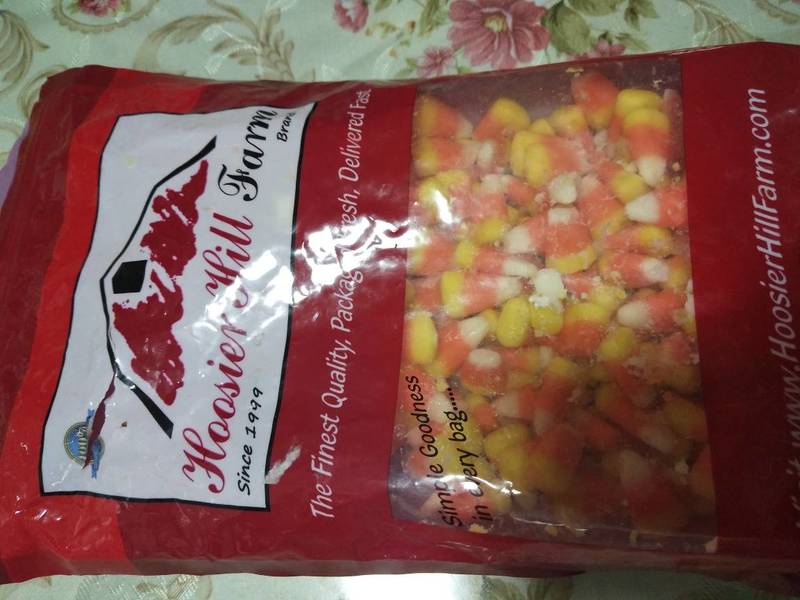 Hoosier Hill Farm
Brand
Since 1999
The Finest Quality, Packaged Fresh, Delivered Fast
Simple Goodness
in every bag.....
www.HoosierHillFarm.com